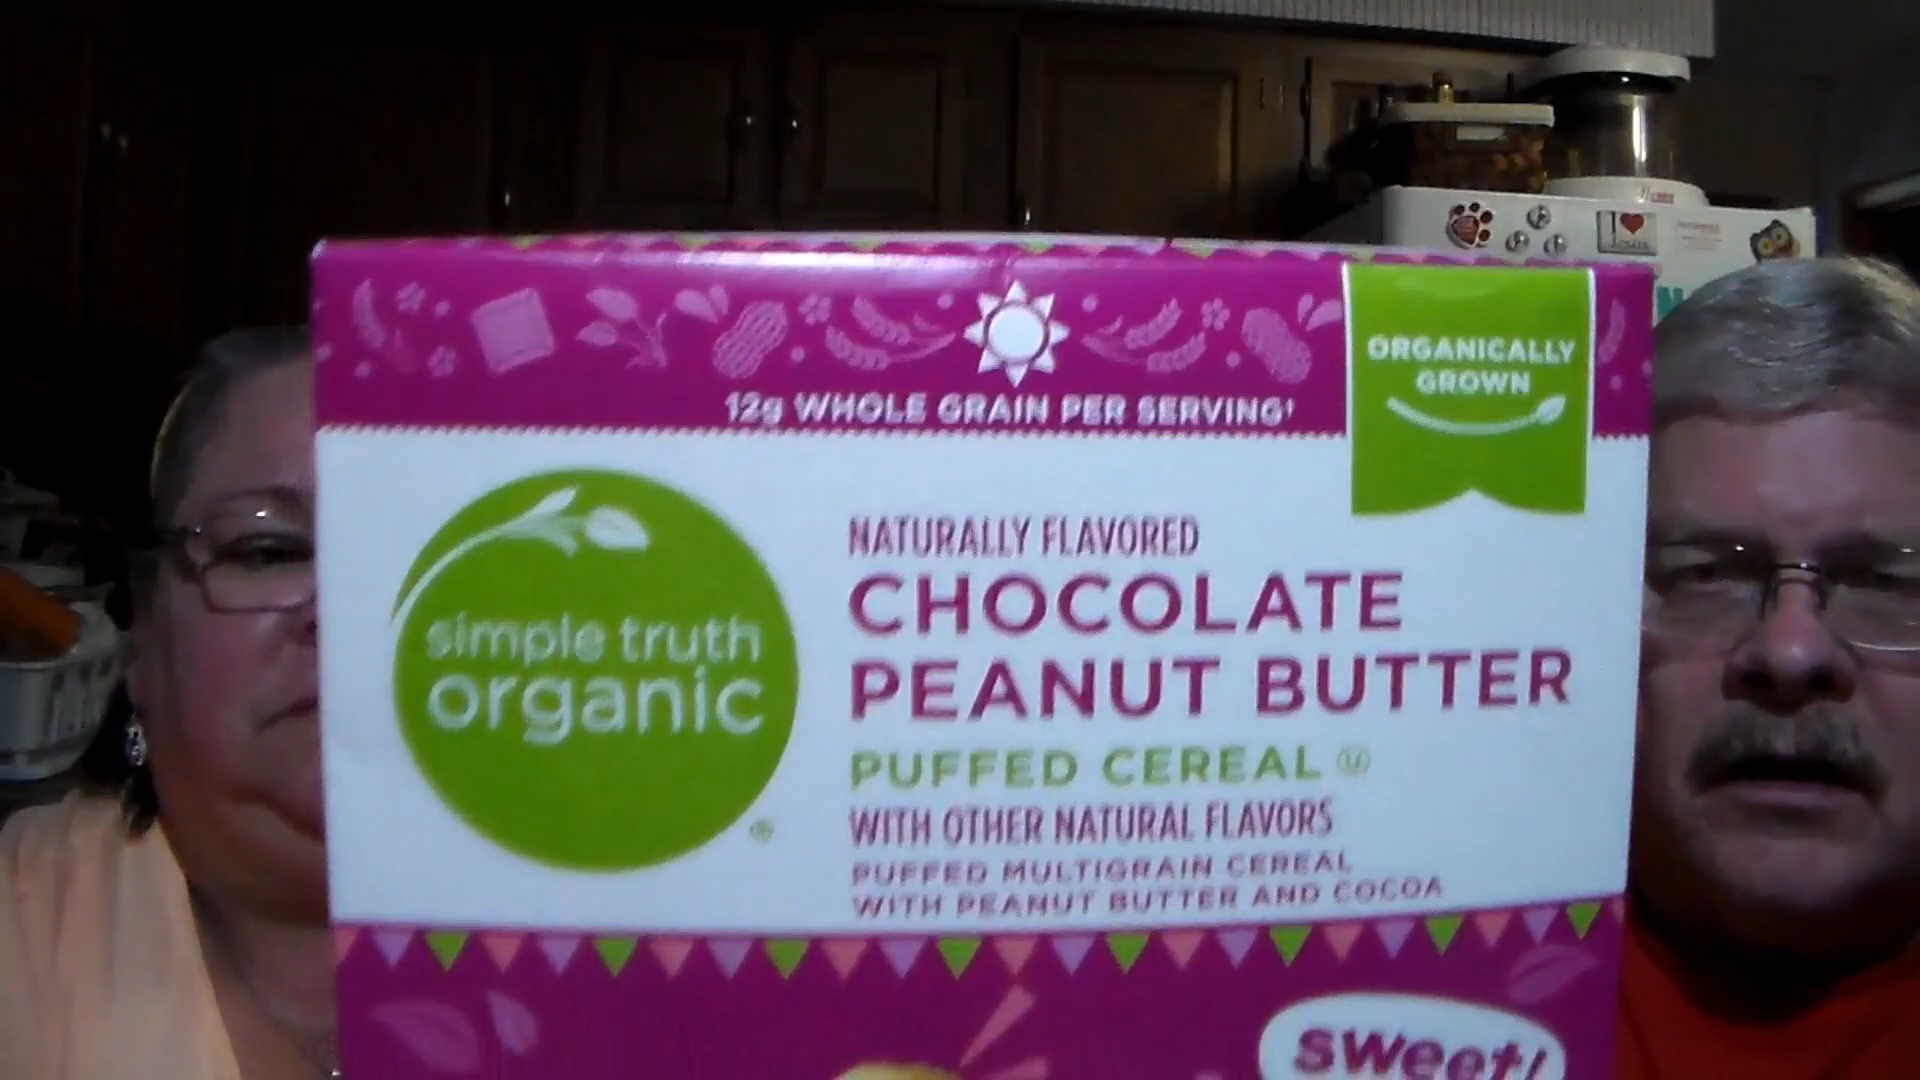 I
12g WHOLE GRAIN PER SERVING†
ORGANICALLY
GROWN
simple truth
organic
®
NATURALLY FLAVORED
CHOCOLATE
PEANUT BUTTER
PUFFED CEREAL Ⓤ
WITH OTHER NATURAL FLAVORS
PUFFED MULTIGRAIN CEREAL
WITH PEANUT BUTTER AND COCOA
sweet!